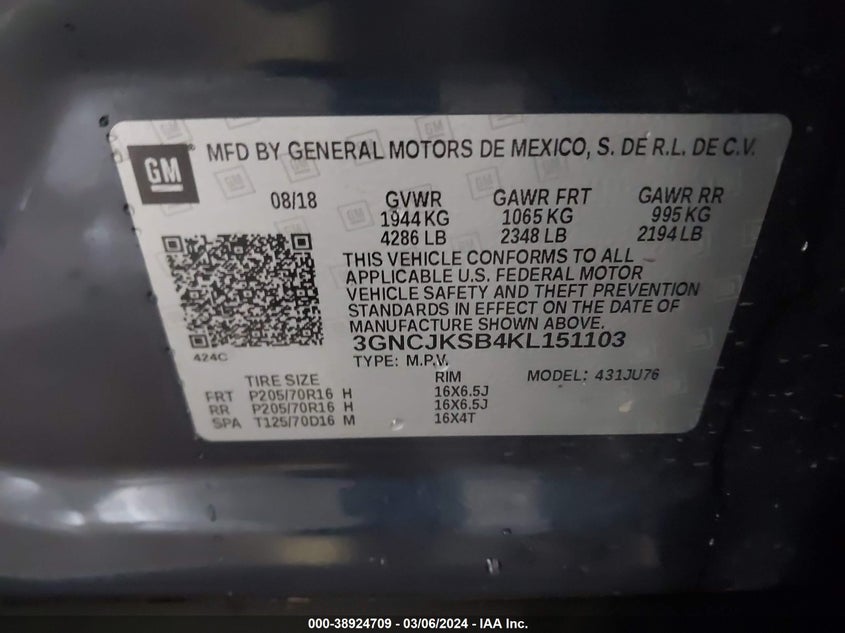 GM ® MFD BY GENERAL MOTORS DE MEXICO, S. DE R.L. DE C.V.
08/18 GVWR GAWR FRT GAWR RR
1944 KG 1065 KG 995 KG
4286 LB 2348 LB 2194 LB
THIS VEHICLE CONFORMS TO ALL
APPLICABLE U.S. FEDERAL MOTOR
VEHICLE SAFETY AND THEFT PREVENTION
STANDARDS IN EFFECT ON THE DATE OF
MANUFACTURE SHOWN ABOVE.
424C 3GNCJKSB4KL151103
TYPE: M.P.V.
TIRE SIZE RIM MODEL: 431JU76
FRT P205/70R16 H 16X6.5J
RR P205/70R16 H 16X6.5J
SPA T125/70D16 M 16X4T
000-38924709 - 03/06/2024 - IAA Inc.